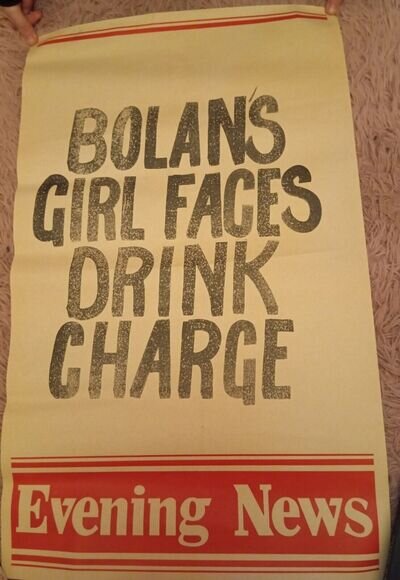 BOLAN'S
GIRL FACES
DRINK
CHARGE
Evening News